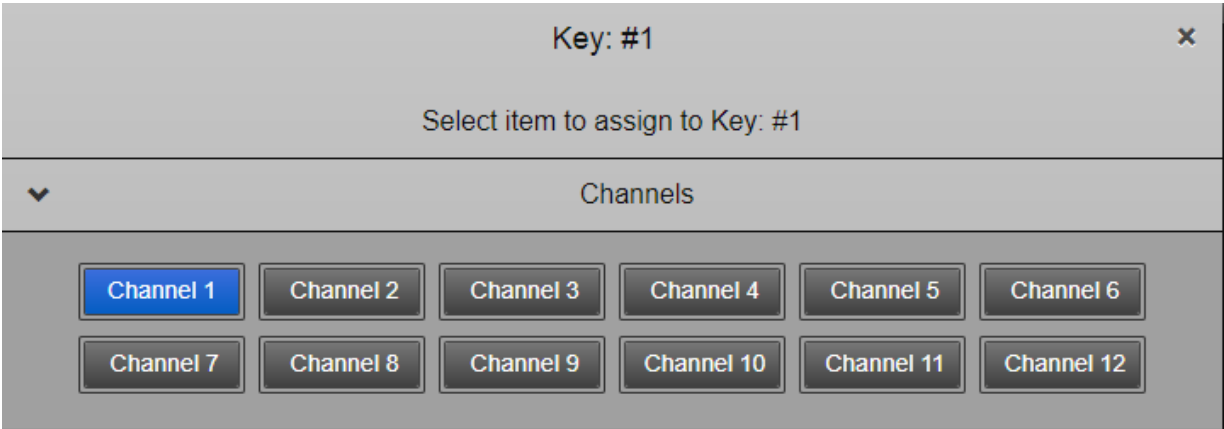 Key: #1
Select item to assign to Key: #1
Channels
Channel 1 Channel 2 Channel 3 Channel 4 Channel 5 Channel 6
Channel 7 Channel 8 Channel 9 Channel 10 Channel 11 Channel 12